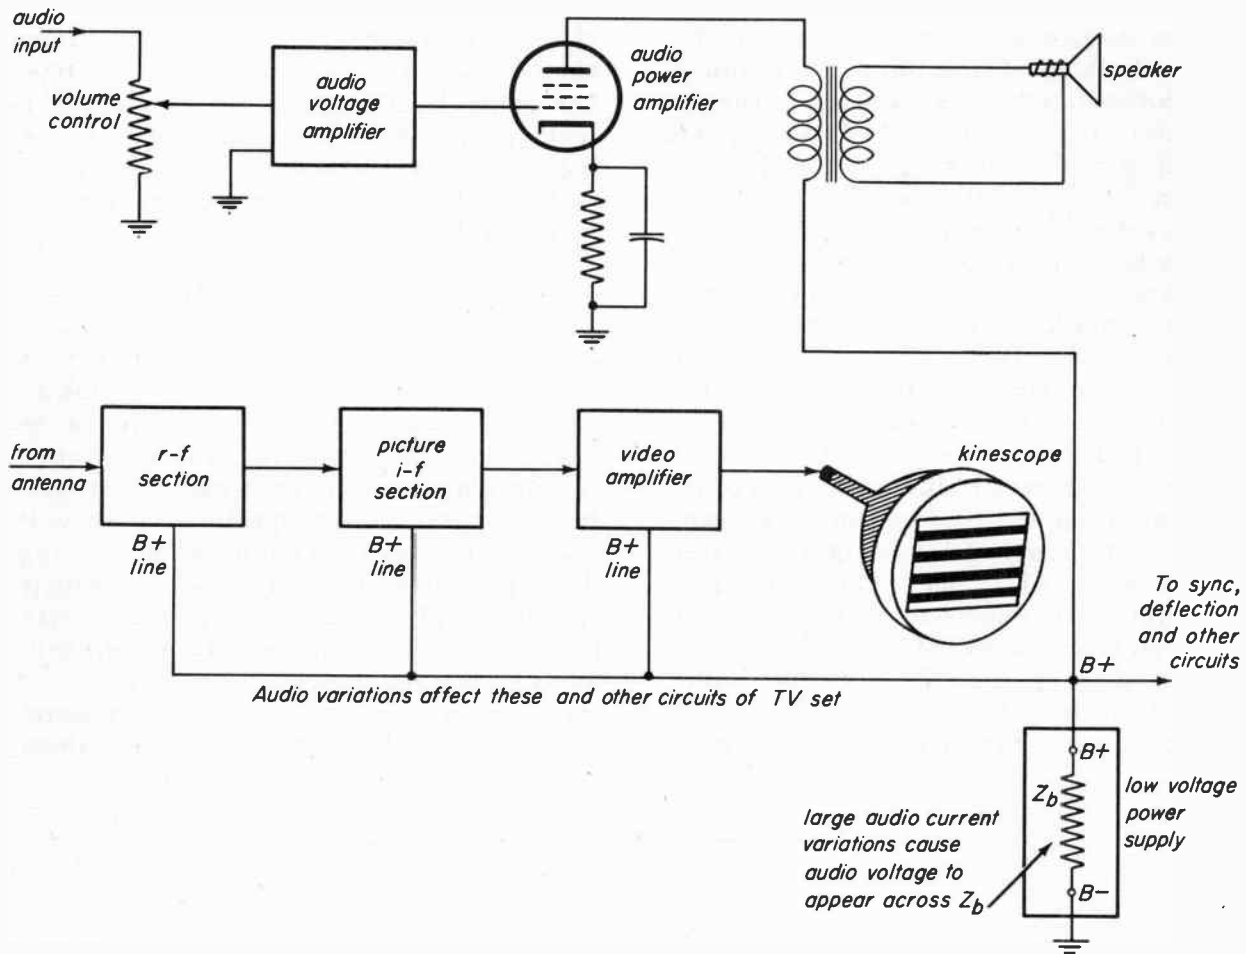 audio
input
volume
control
audio
voltage
amplifier
audio
power
amplifier
speaker
from
antenna
r-f
section
picture
i-f
section
video
amplifier
kinescope
B+
line
B+
line
B+
line
To sync,
deflection
and other
circuits
B+
Audio variations affect these and other circuits of TV set
B+
Zb
low voltage
power
supply
large audio current
variations cause
audio voltage to
appear across Zb
B-